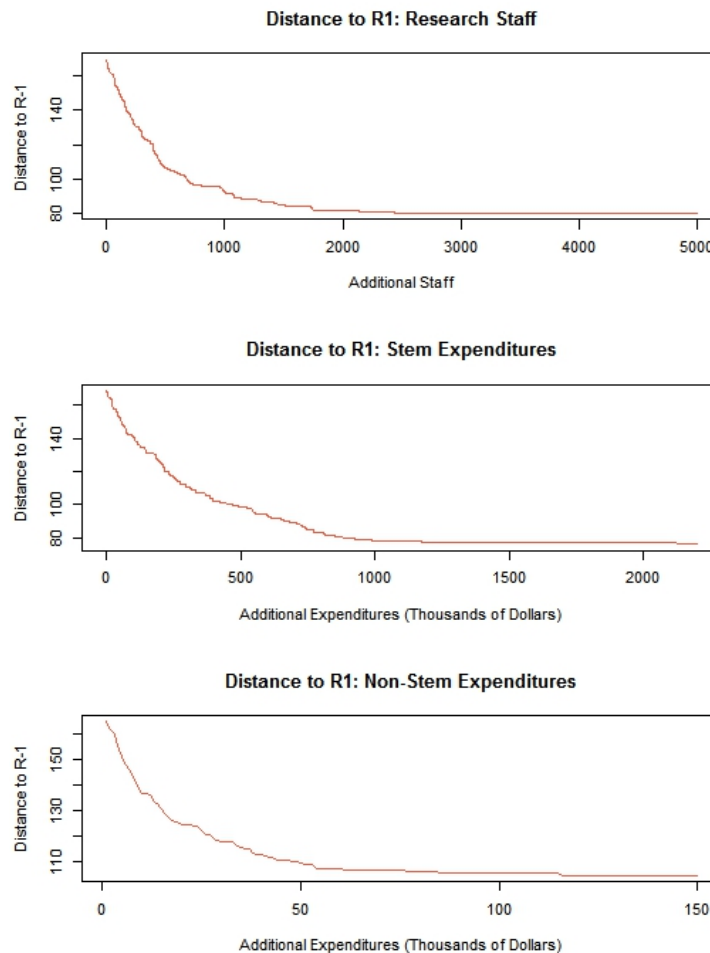 Distance to R1: Research Staff
Distance to R-1
140
100
80
0 1000 2000 3000 4000 5000
Additional Staff
Distance to R1: Stem Expenditures
Distance to R-1
140
100
80
0 500 1000 1500 2000
Additional Expenditures (Thousands of Dollars)
Distance to R1: Non-Stem Expenditures
Distance to R-1
150
130
110
0 50 100 150
Additional Expenditures (Thousands of Dollars)